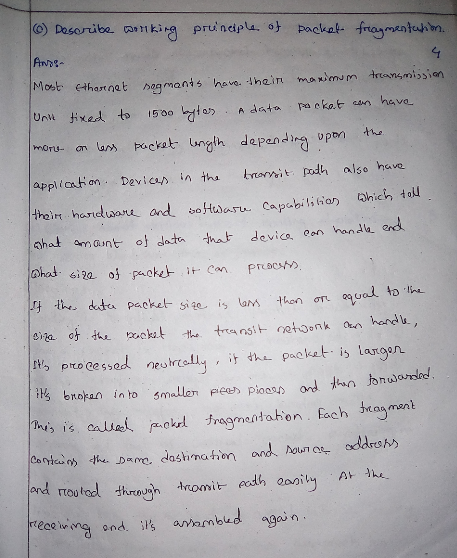 (c) Describe working principle of packet fragmentation.
4
Ans:-
Most Ethernet segments have their maximum transmission
Unit fixed to 1500 bytes. A data packet can have
more or less packet length depending upon the
application. Devices in the transit path also have
their hardware and software capabilities which tell
what amount of data that device can handle and
what size of packet it can process.
If the data packet size is less than or equal to the
size of the packet the transit network can handle,
It's processed neutrally, if the packet is larger
it's broken into smaller pieces and then forwarded.
This is called packet fragmentation. Each fragment
contains the same destination and source address
and routed through transit path easily At the
receiving end it's assembled again.